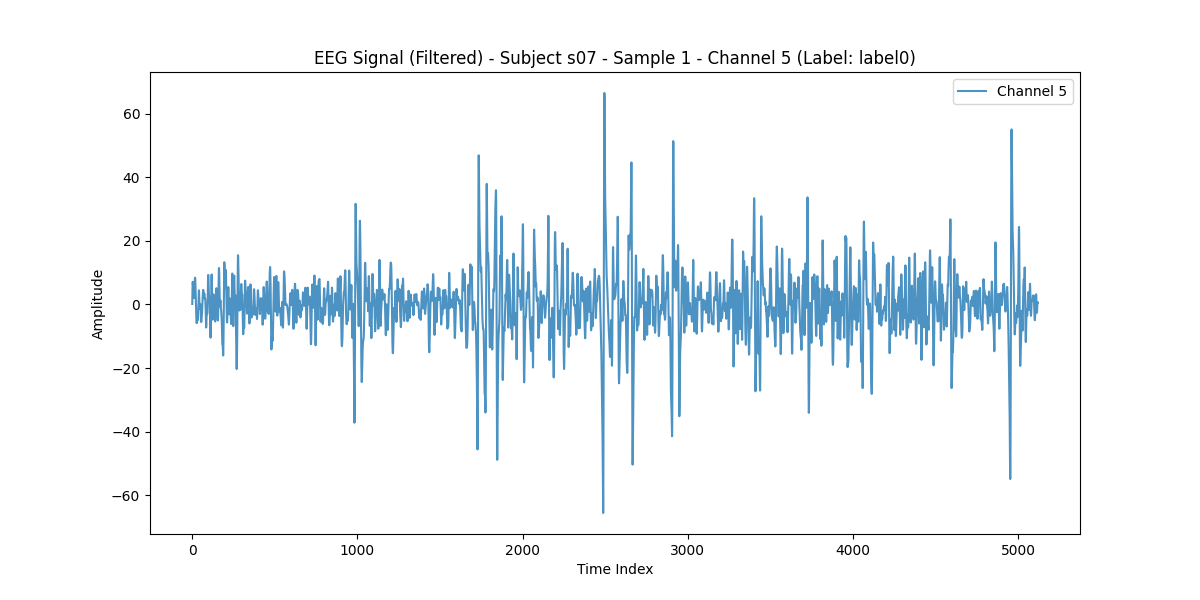 EEG Signal (Filtered) - Subject s07 - Sample 1 - Channel 5 (Label: label0)
Channel 5
60
40
20
0
−20
−40
−60
Amplitude
0 1000 2000 3000 4000 5000
Time Index